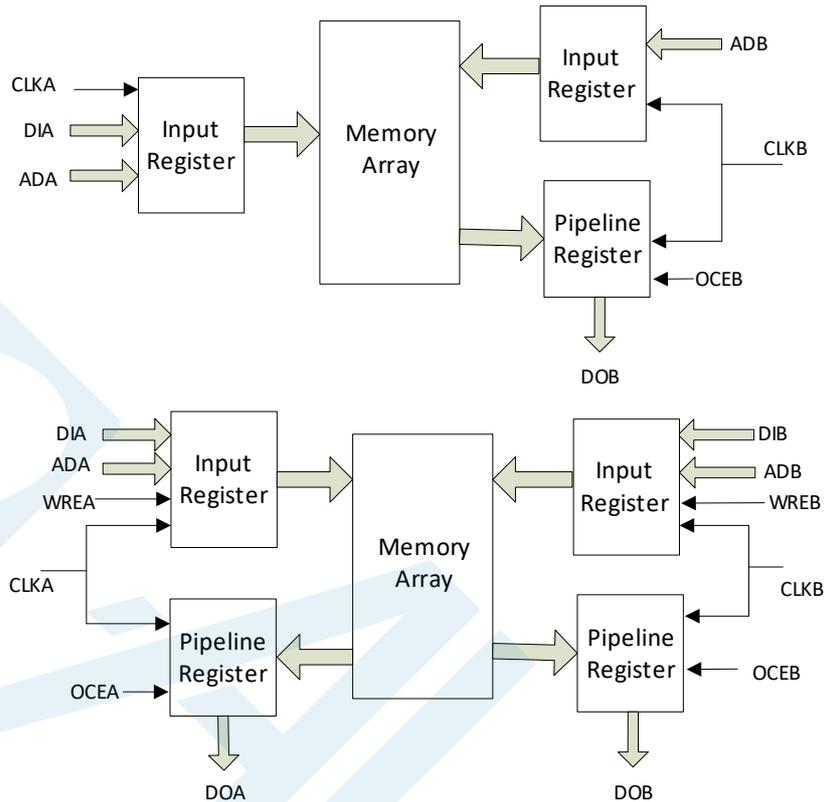 CLKA
DIA
ADA
Input
Register
Memory
Array
Input
Register
ADB
CLKB
Pipeline
Register
OCEB
DOB
DIA
ADA
WREA
CLKA
Input
Register
Pipeline
Register
OCEA
DOA
Memory
Array
Input
Register
DIB
ADB
WREB
CLKB
Pipeline
Register
OCEB
DOB